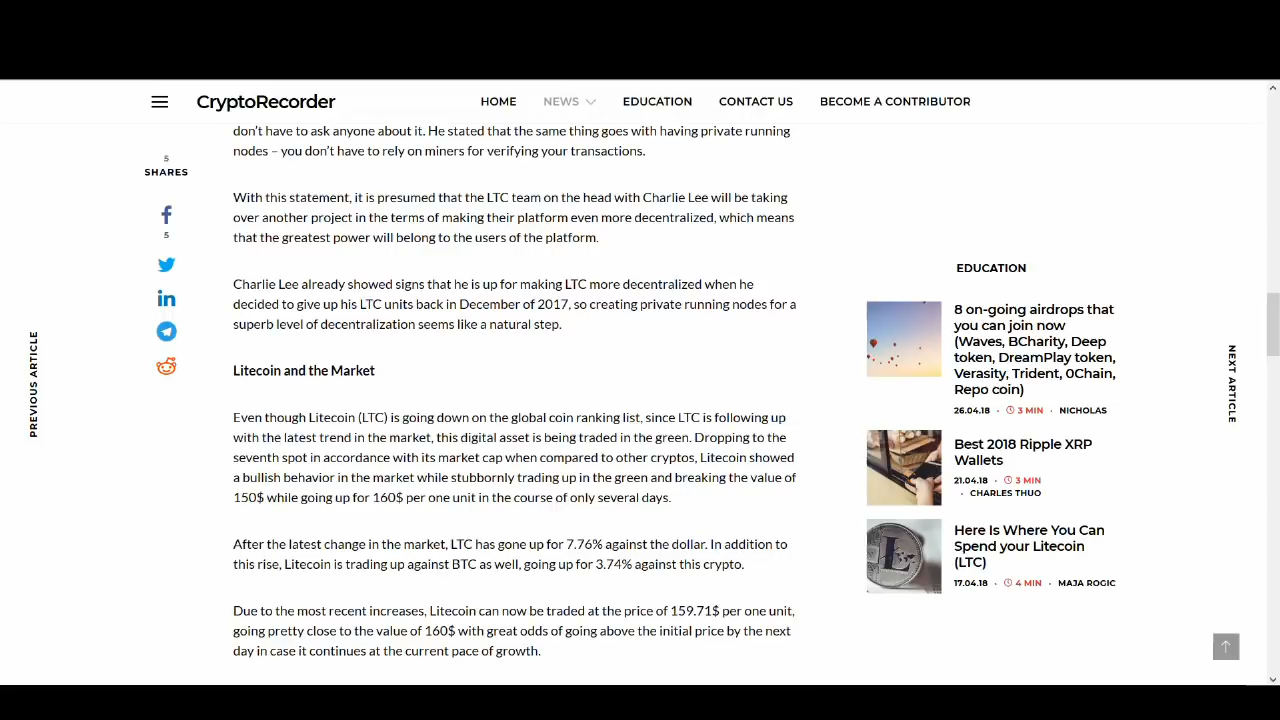 CryptoRecorder
HOME
NEWS
EDUCATION
CONTACT US
BECOME A CONTRIBUTOR
5
SHARES
5
PREVIOUS ARTICLE
don't have to ask anyone about it. He stated that the same thing goes with having private running
nodes – you don't have to rely on miners for verifying your transactions.
With this statement, it is presumed that the LTC team on the head with Charlie Lee will be taking
over another project in the terms of making their platform even more decentralized, which means
that the greatest power will belong to the users of the platform.
Charlie Lee already showed signs that he is up for making LTC more decentralized when he
decided to give up his LTC units back in December of 2017, so creating private running nodes for a
superb level of decentralization seems like a natural step.
Litecoin and the Market
Even though Litecoin (LTC) is going down on the global coin ranking list, since LTC is following up
with the latest trend in the market, this digital asset is being traded in the green. Dropping to the
seventh spot in accordance with its market cap when compared to other cryptos, Litecoin showed
a bullish behavior in the market while stubbornly trading up in the green and breaking the value of
150$ while going up for 160$ per one unit in the course of only several days.
After the latest change in the market, LTC has gone up for 7.76% against the dollar. In addition to
this rise, Litecoin is trading up against BTC as well, going up for 3.74% against this crypto.
Due to the most recent increases, Litecoin can now be traded at the price of 159.71$ per one unit,
going pretty close to the value of 160$ with great odds of going above the initial price by the next
day in case it continues at the current pace of growth.
EDUCATION
8 on-going airdrops that
you can join now
(Waves, BCharity, Deep
token, DreamPlay token,
Verasity, Trident, 0Chain,
Repo coin)
26.04.18 • 3 MIN • NICHOLAS
Best 2018 Ripple XRP
Wallets
21.04.18 • 3 MIN
• CHARLES THUO
Here Is Where You Can
Spend your Litecoin
(LTC)
17.04.18 • 4 MIN • MAJA ROGIC
NEXT ARTICLE